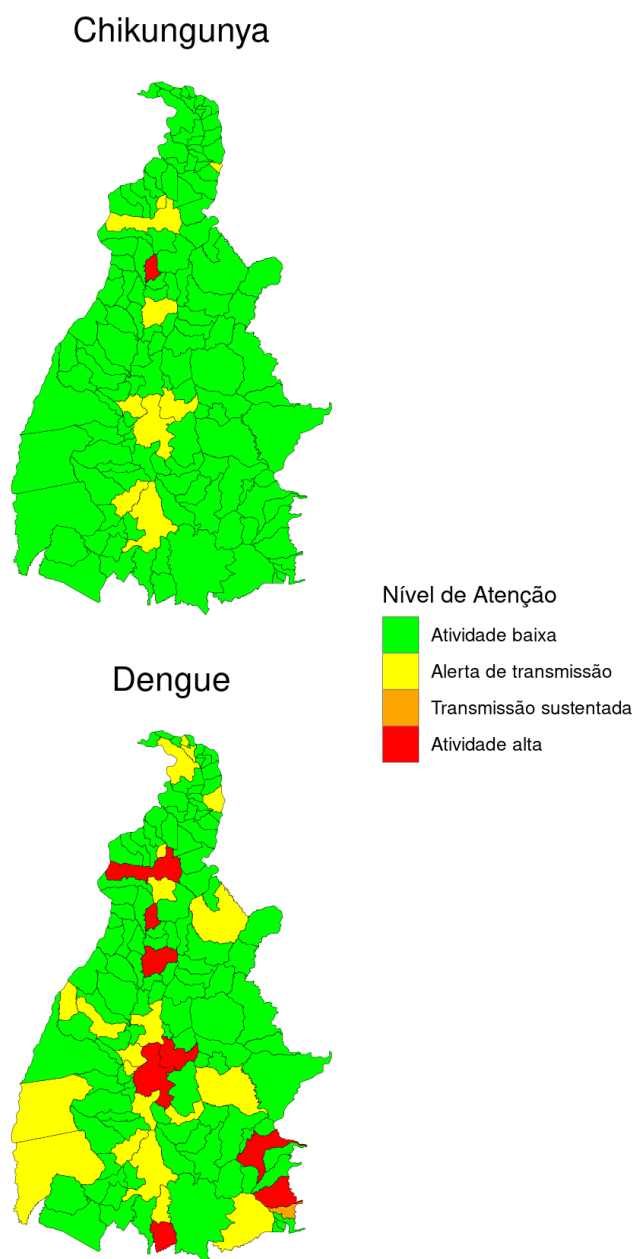 Chikungunya
Nível de Atenção
Atividade baixa
Alerta de transmissão
Transmissão sustentada
Atividade alta
Dengue